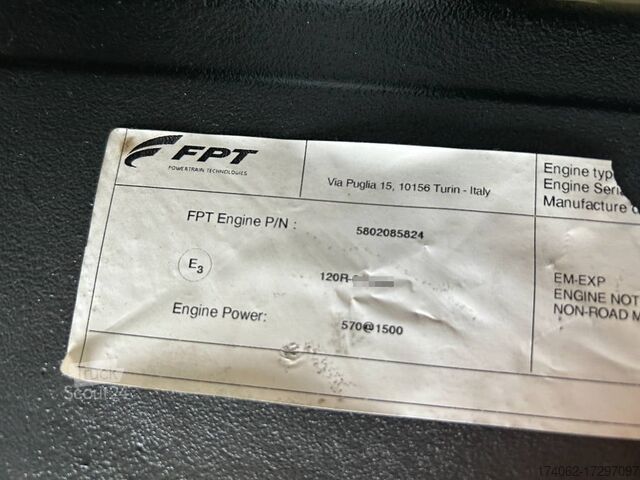 FPT
POWERTRAIN TECHNOLOGIES
Via Puglia 15, 10156 Turin - Italy
Engine typ
Engine Seri
Manufacture d
FPT Engine P/N :
5802085824
E3
120R-
EM-EXP
ENGINE NOT
NON-ROAD M
Engine Power:
570@1500
Truck
Scout24
174062-17297097